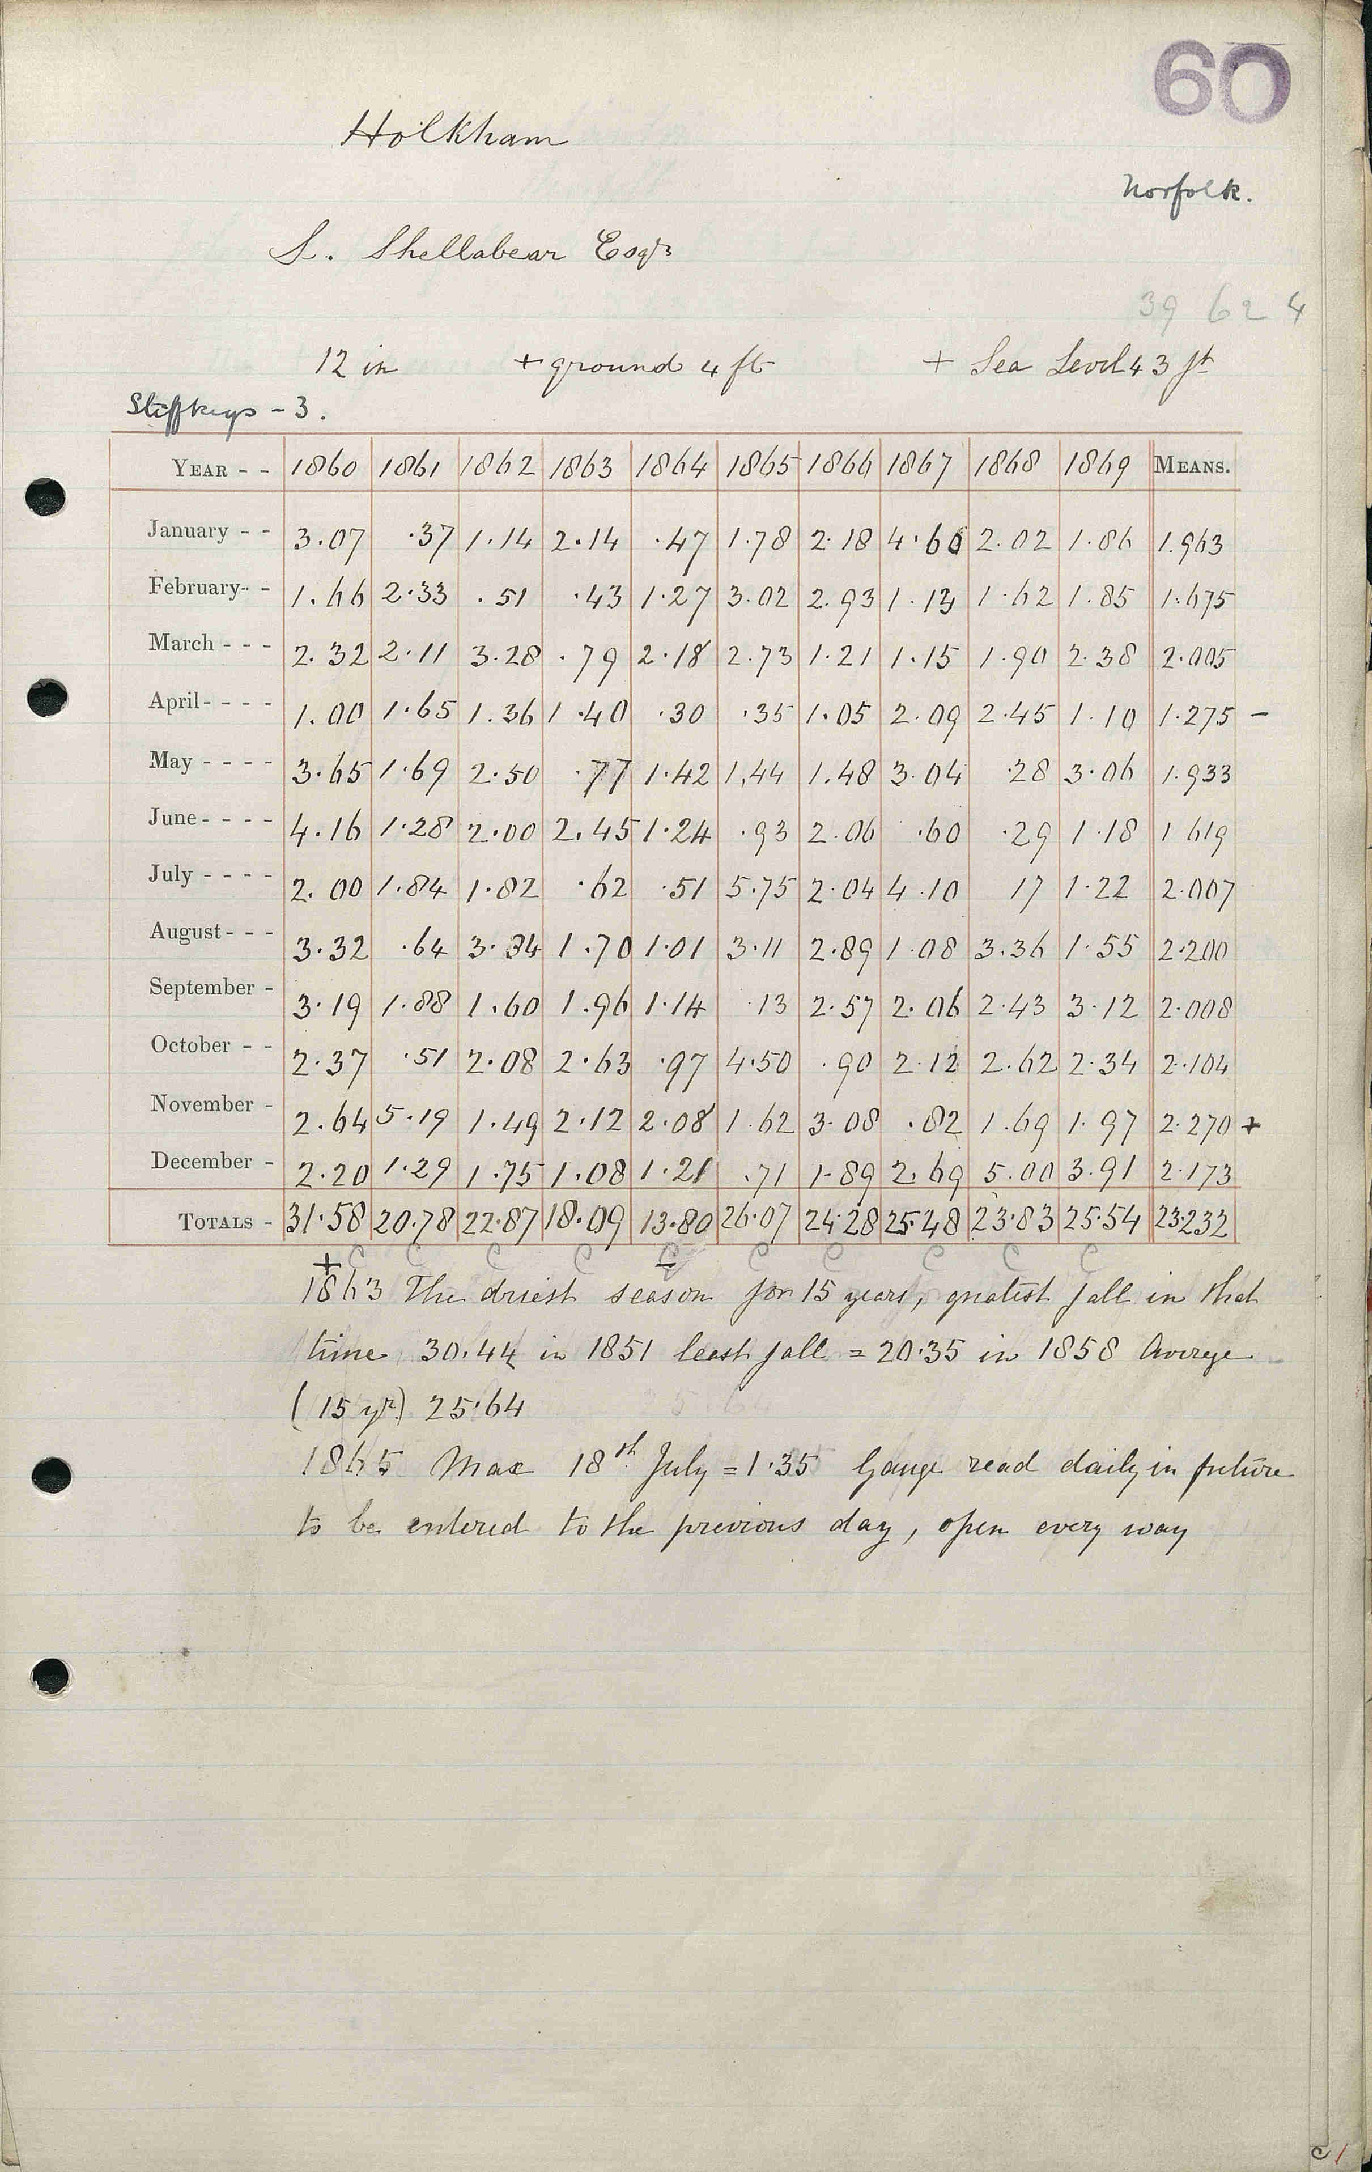 60
Holkham
Norfolk.
S. Shellabear Esqr
39 62 4
12 in + ground 4 ft + Sea Level 43 ft
Stiffkeys - 3.
YEAR - - 1860 1861 1862 1863 1864 1865 1866 1867 1868 1869 MEANS.
January - - 3.07 .37 1.14 2.14 .47 1.78 2.18 4.60 2.02 1.86 1.963
February- - 1.66 2.33 .51 .43 1.27 3.02 2.93 1.13 1.62 1.85 1.675
March - - - 2.32 2.11 3.28 .79 2.18 2.73 1.21 1.15 1.90 2.38 2.005
April- - - - 1.00 1.65 1.36 1.40 .30 .35 1.05 2.09 2.45 1.10 1.275 -
May - - - - 3.65 1.69 2.50 .77 1.42 1.44 1.48 3.04 .28 3.06 1.933
June- - - - 4.16 1.28 2.00 2.45 1.24 .93 2.06 .60 .29 1.18 1 619
July - - - - 2.00 1.84 1.82 .62 .51 5.75 2.04 4.10 17 1.22 2.007
August- - - 3.32 .64 3.34 1.70 1.01 3.11 2.89 1.08 3.36 1.55 2.200
September - 3.19 1.88 1.60 1.96 1.14 .13 2.57 2.06 2.43 3.12 2.008
October - - 2.37 .51 2.08 2.63 .97 4.50 .90 2.12 2.62 2.34 2.104
November - 2.64 5.19 1.49 2.12 2.08 1.62 3.08 .82 1.69 1.97 2.270 +
December - 2.20 1.29 1.75 1.08 1.21 .71 1.89 2.69 5.00 3.91 2.173
TOTALS - 31.58 20.78 22.87 18.09 13.80 26.07 24.28 25.48 23.83 25.54 23.232
+ C C C C C C C C C C
1863 The driest season for 15 years, greatest fall in that
time 30.44 in 1851 least fall = 20.35 in 1858 Average
(15 yrs) 25.64
1865 Max 18th July = 1.35 Gauge read daily in future
to be entered to the previous day, open every way
c 1